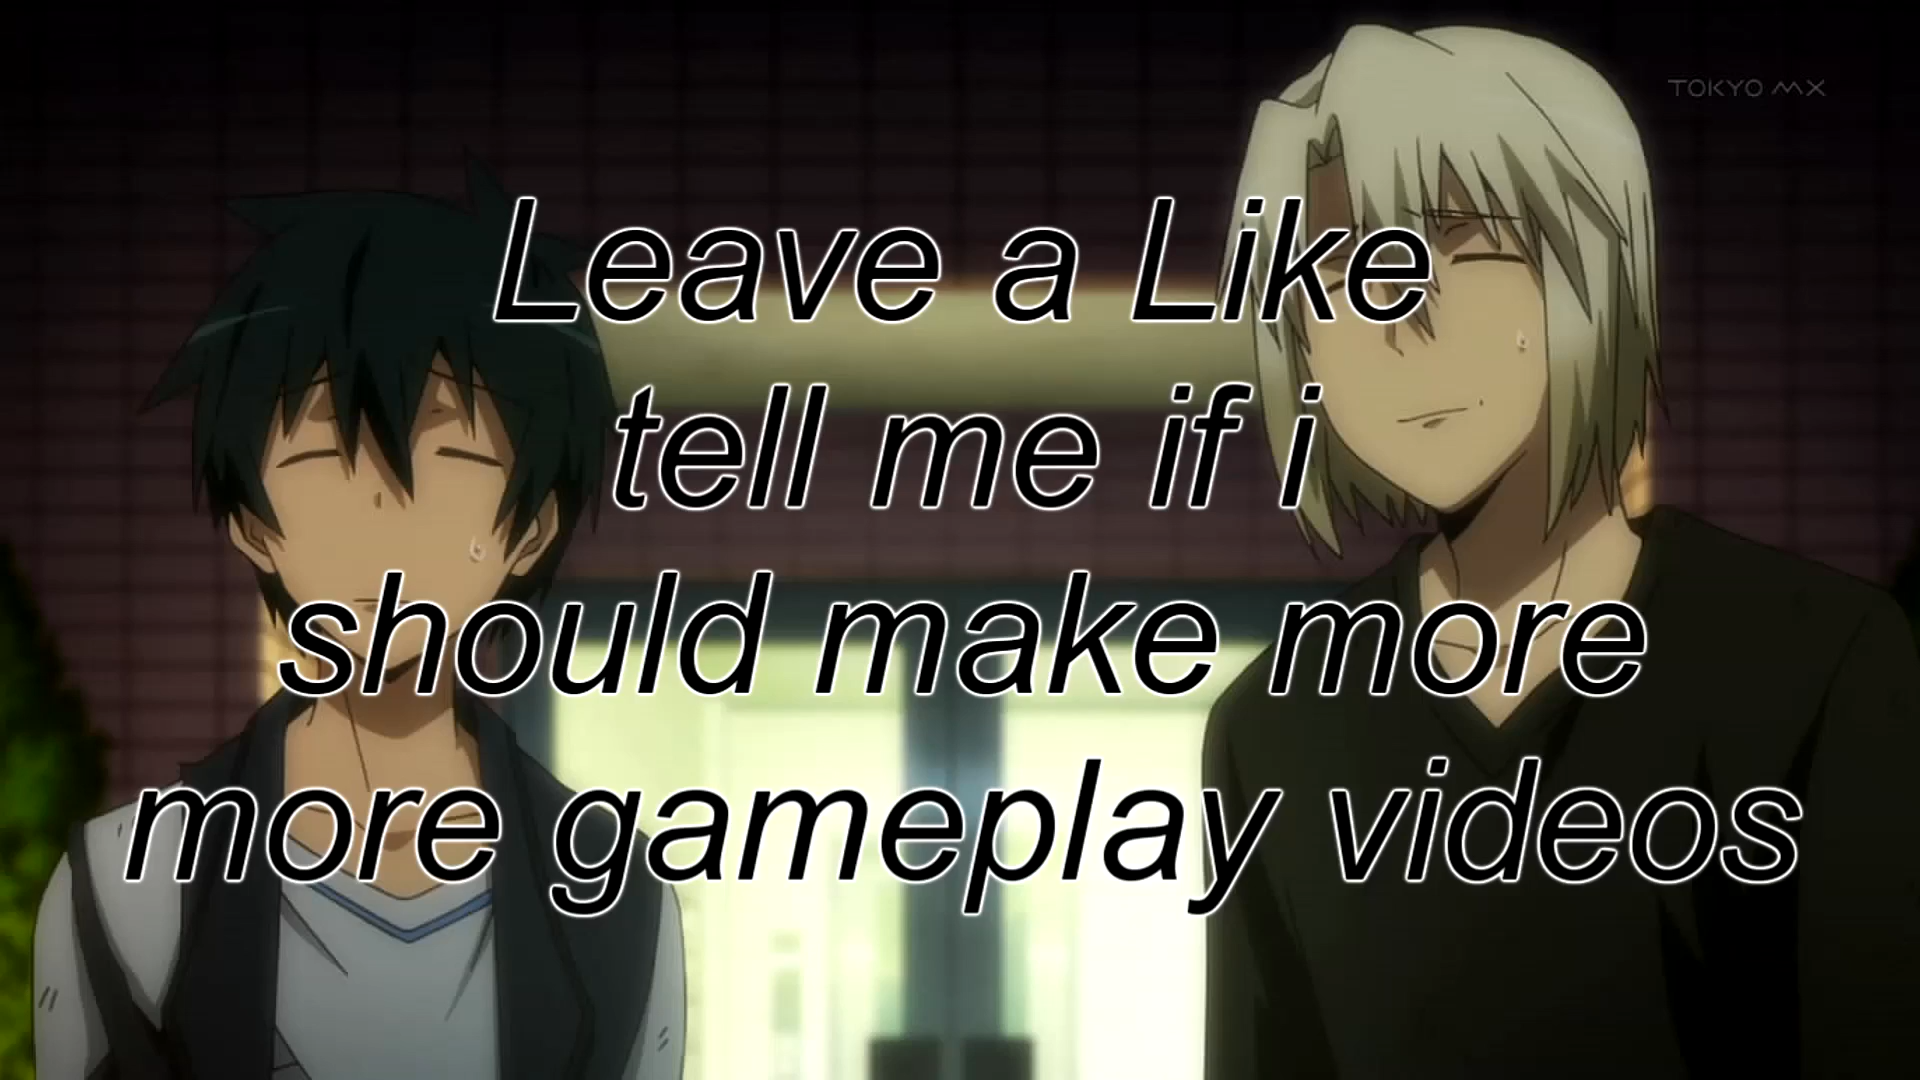 TOKYO MX
Leave a Like
tell me if i
should make more
more gameplay videos